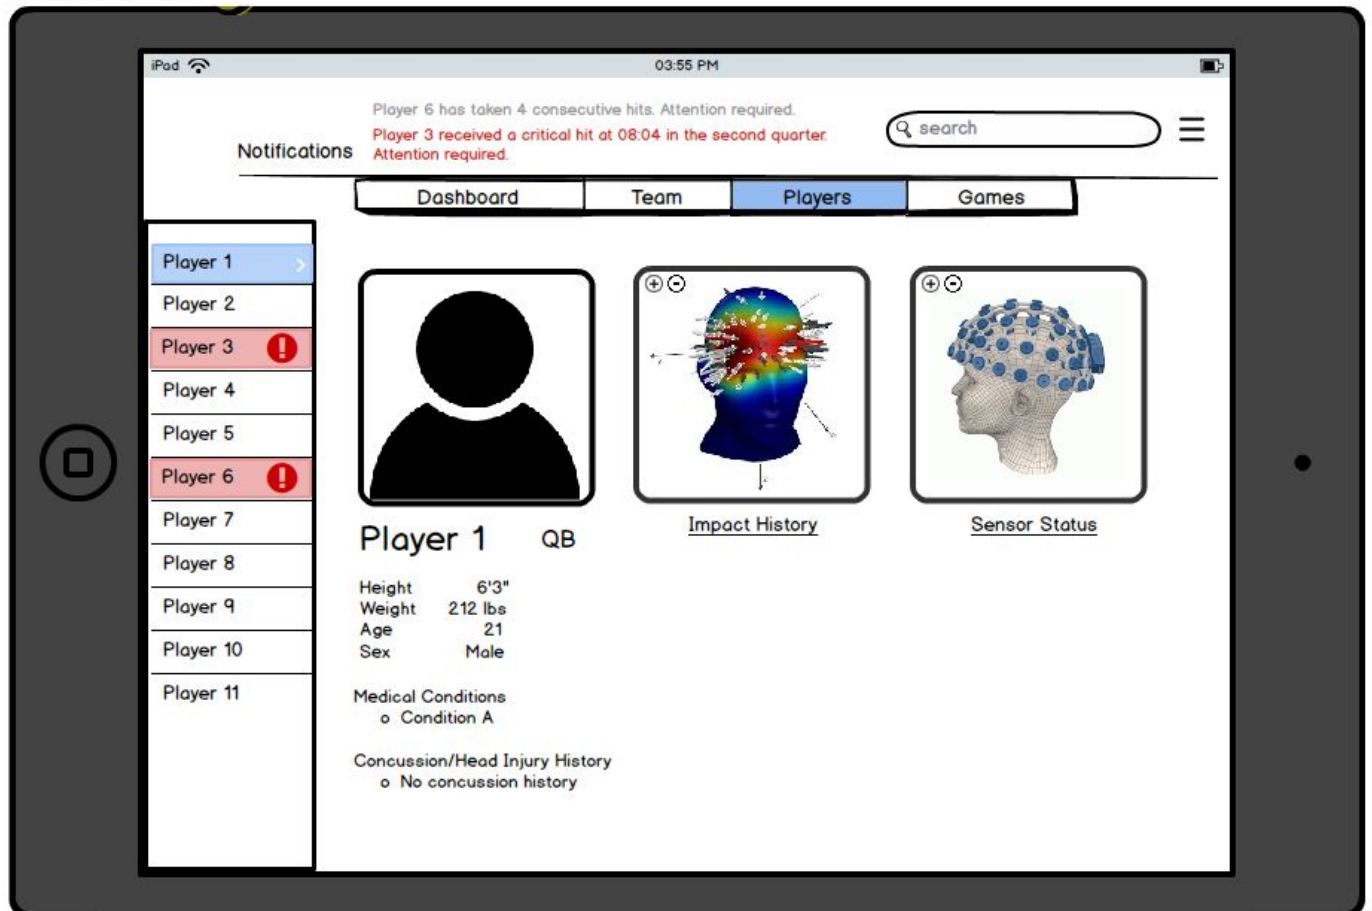 iPad 03:55 PM
Player 6 has taken 4 consecutive hits. Attention required.
Player 3 received a critical hit at 08:04 in the second quarter.
Attention required.
Notifications
search
Dashboard Team Players Games
Player 1
Player 2
Player 3
Player 4
Player 5
Player 6
Player 7
Player 8
Player 9
Player 10
Player 11
Player 1 QB
Height 6'3"
Weight 212 lbs
Age 21
Sex Male
Medical Conditions
o Condition A
Concussion/Head Injury History
o No concussion history
Impact History
Sensor Status